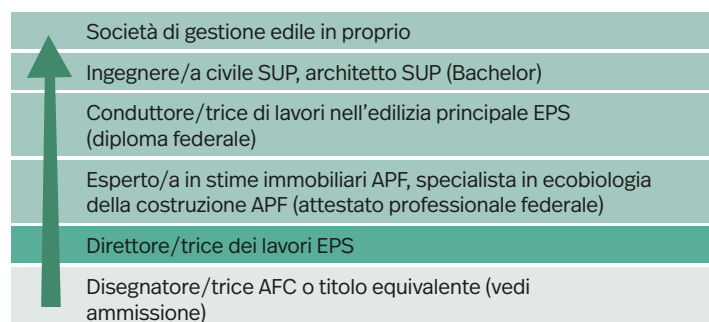 Società di gestione edile in proprio
Ingegnere/a civile SUP, architetto SUP (Bachelor)
Conduttore/trice di lavori nell'edilizia principale EPS
(diploma federale)
Esperto/a in stime immobiliari APF, specialista in ecobiologia
della costruzione APF (attestato professionale federale)
Direttore/trice dei lavori EPS
Disegnatore/trice AFC o titolo equivalente (vedi
ammissione)